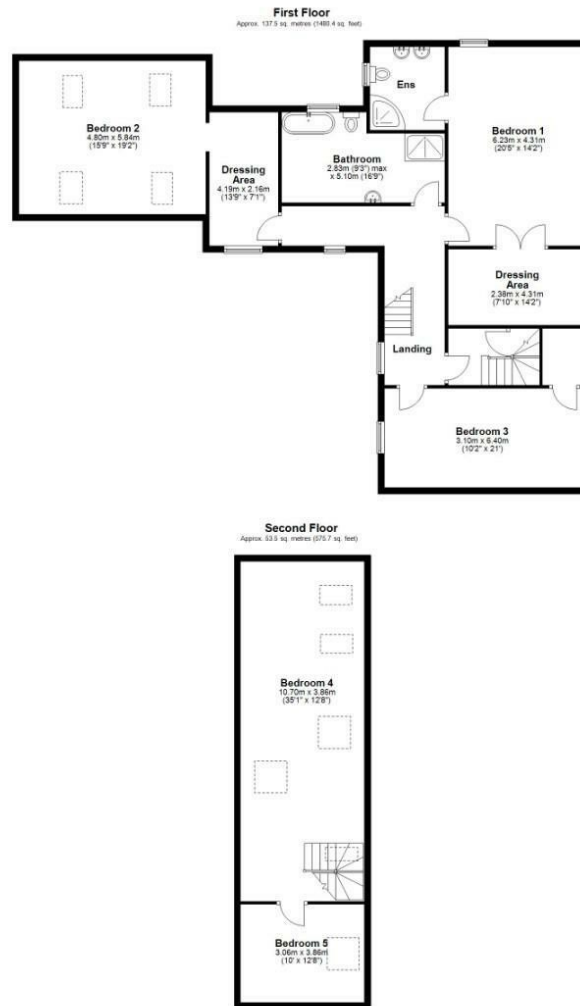 First Floor
Approx. 137.5 sq. metres (1480.4 sq. feet)
Ens
Bedroom 2
4.80m x 5.84m
(15'9" x 19'2")
Bedroom 1
6.23m x 4.31m
(20'5" x 14'2")
Dressing
Area
4.19m x 2.16m
(13'9" x 7'1")
Bathroom
2.83m (9'3") max
x 5.10m (16'9")
Dressing
Area
2.38m x 4.31m
(7'10" x 14'2")
Landing
Bedroom 3
3.10m x 6.40m
(10'2" x 21')
Second Floor
Approx. 53.5 sq. metres (575.7 sq. feet)
Bedroom 4
10.70m x 3.86m
(35'1" x 12'8")
Bedroom 5
3.06m x 3.86m
(10' x 12'8")